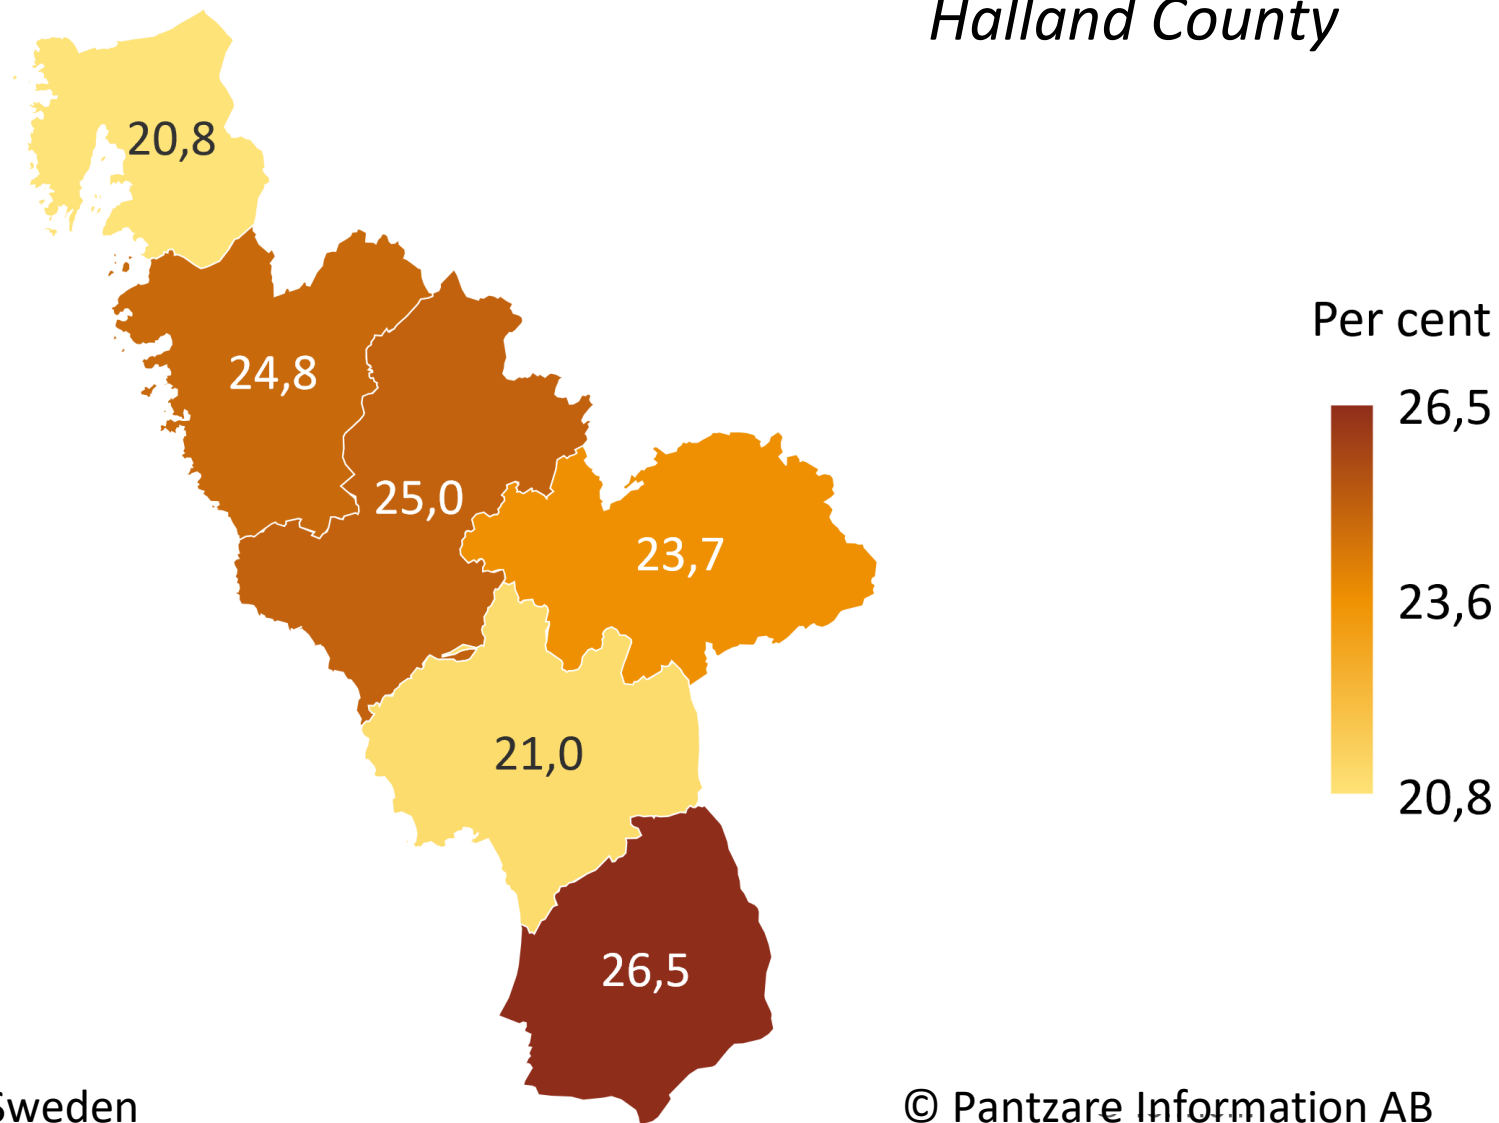 Halland County
20,8
Per cent
24,8
26,5
25,0
23,7
23,6
21,0
20,8
26,5
Sweden
© Pantzare Information AB